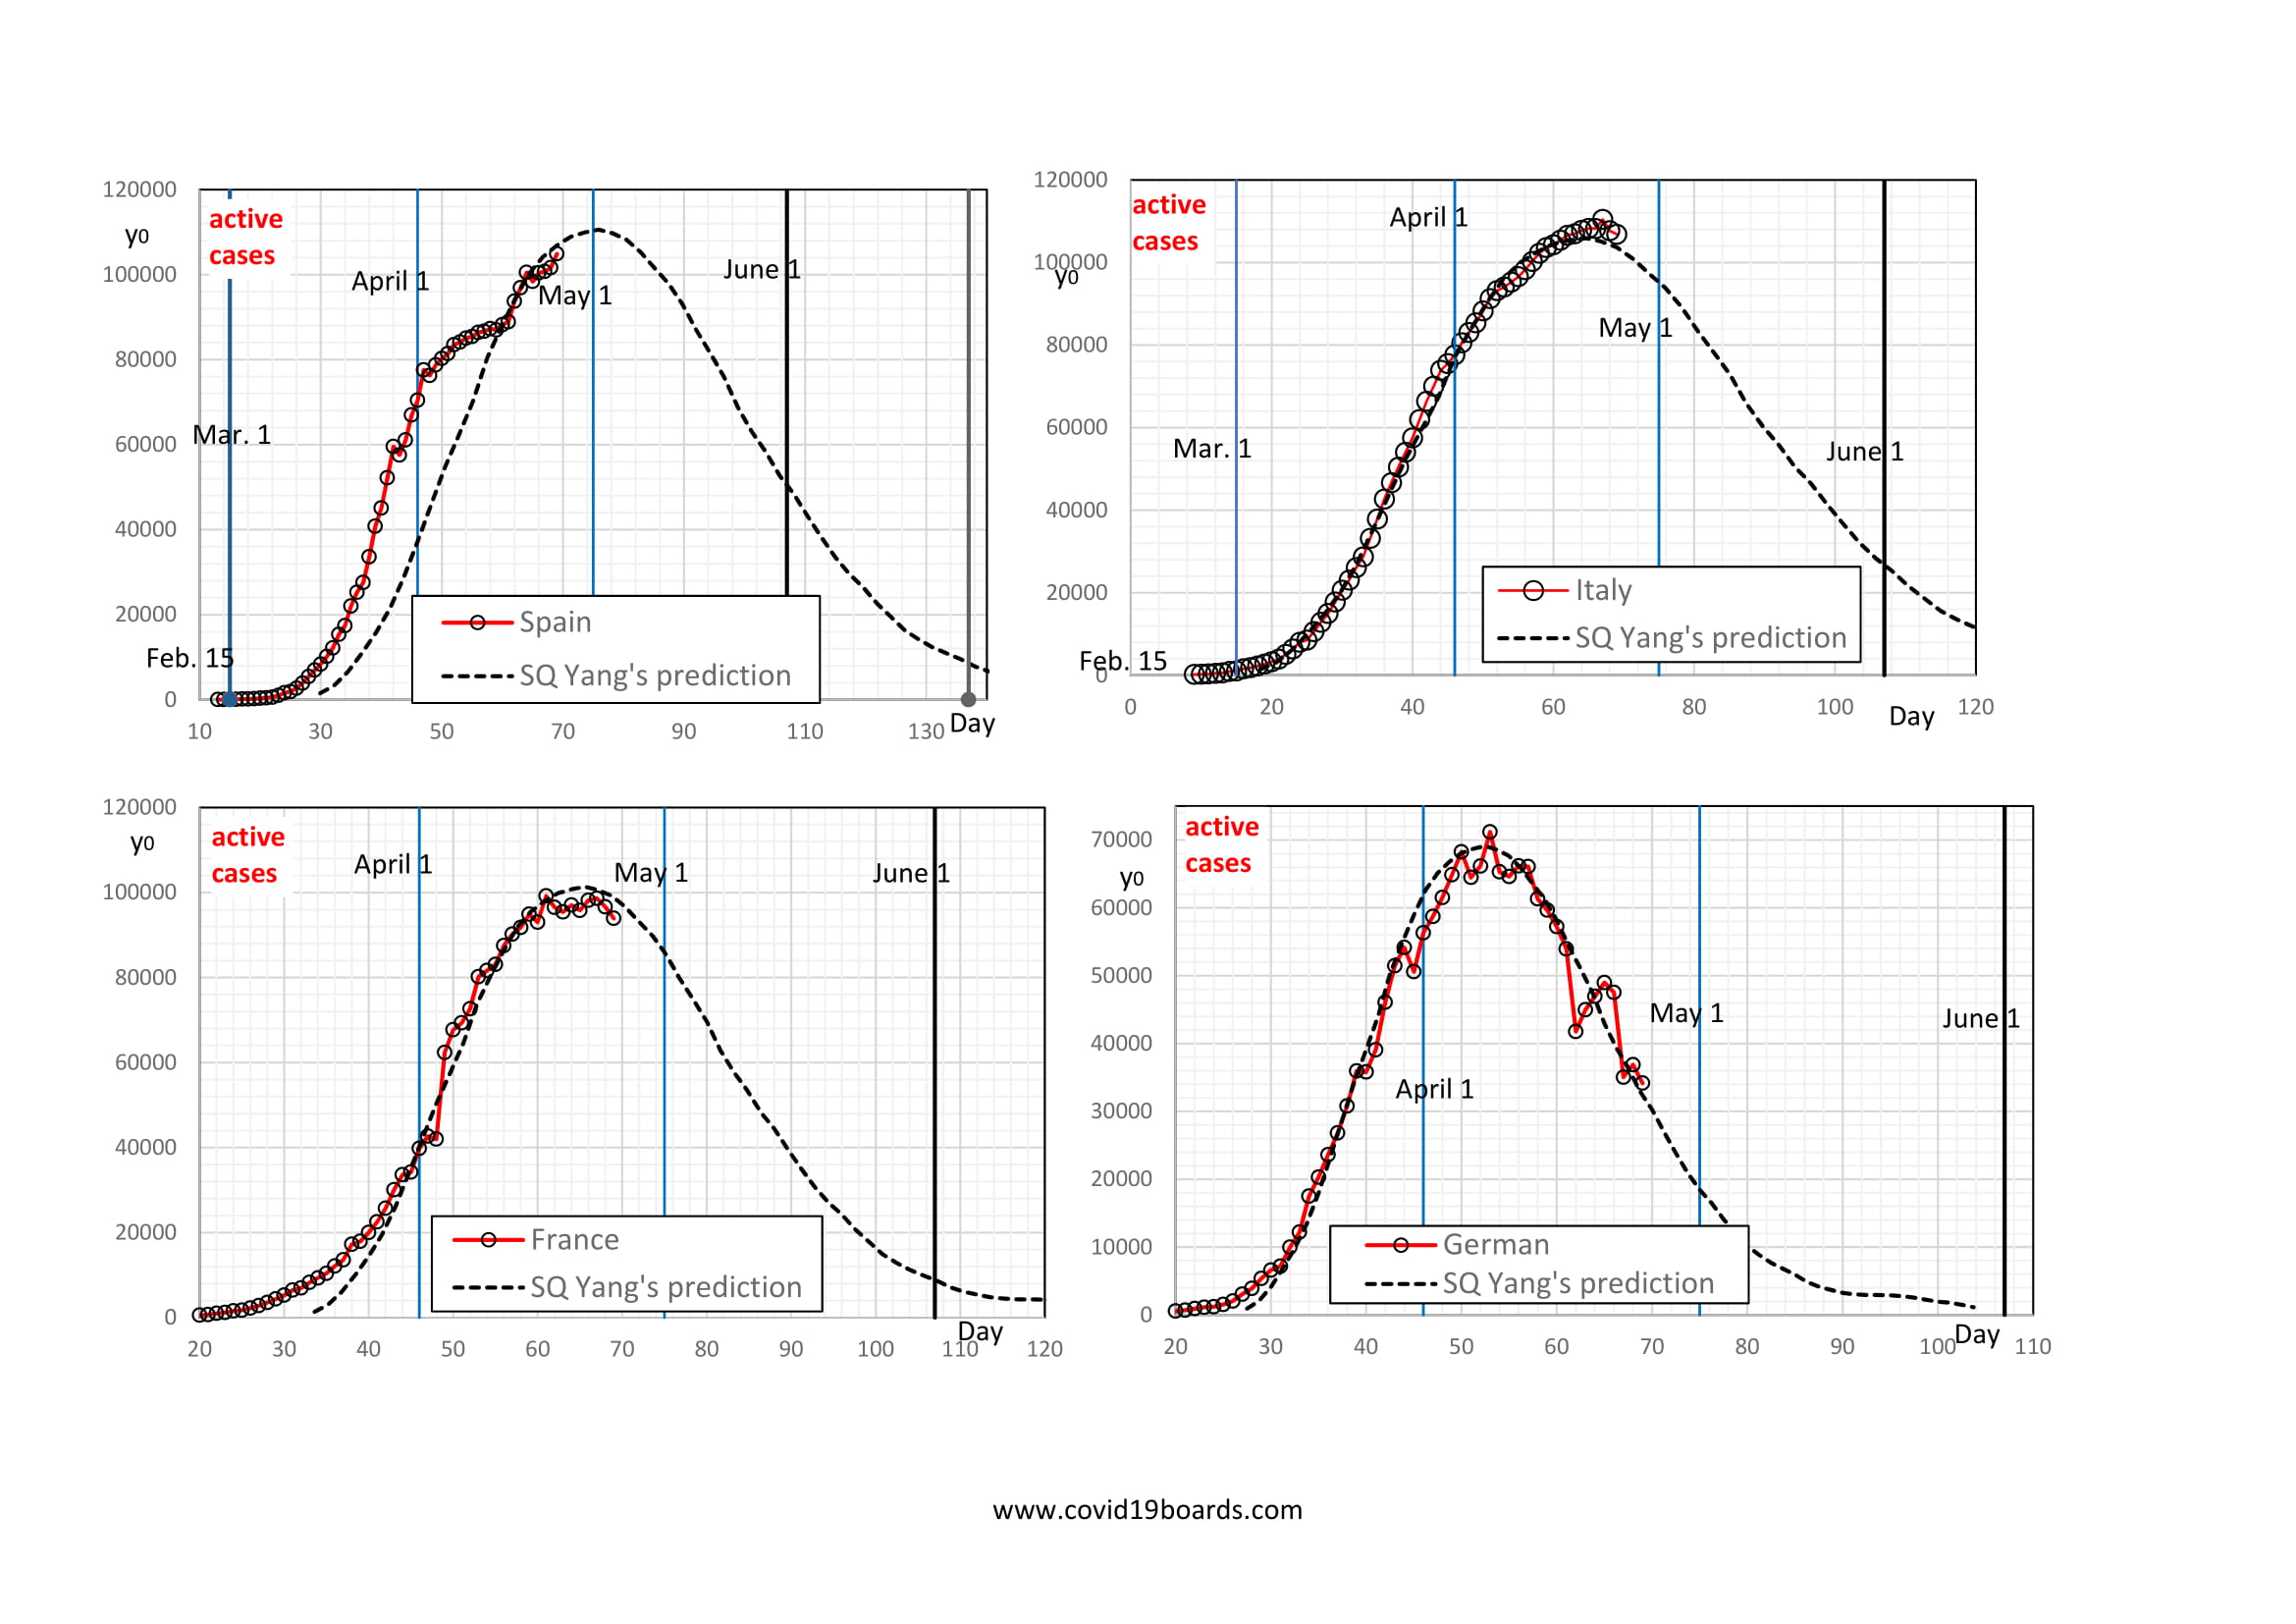 120000
100000
80000
60000
40000
20000
0
y0
active
cases
April 1
May 1
June 1
Mar. 1
Feb. 15
Spain
SQ Yang's prediction
10 30 50 70 90 110 130
Day
120000
100000
80000
60000
40000
20000
0
y0
active
cases
April 1
May 1
June 1
Mar. 1
Feb. 15
Italy
SQ Yang's prediction
0 20 40 60 80 100 120
Day
120000
100000
80000
60000
40000
20000
0
y0
active
cases
April 1
May 1
June 1
France
SQ Yang's prediction
20 30 40 50 60 70 80 90 100 110 120
Day
70000
60000
50000
40000
30000
20000
10000
0
y0
active
cases
April 1
May 1
June 1
German
SQ Yang's prediction
20 30 40 50 60 70 80 90 100 110
Day
www.covid19boards.com